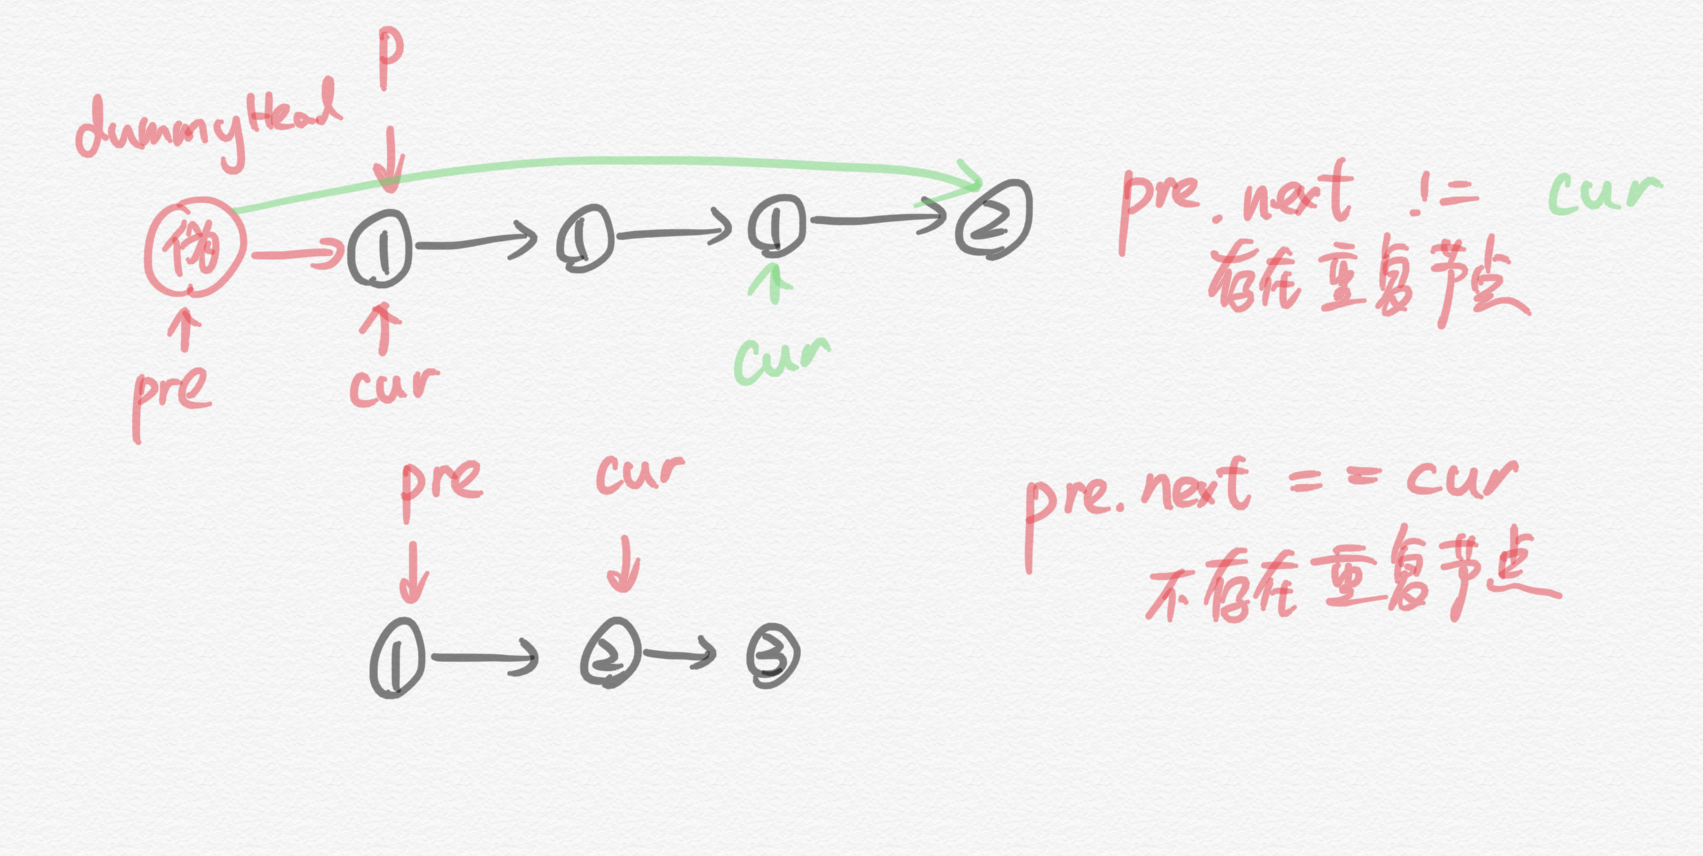 p
dummyHead
1 1 1 2
pre.next != cur
存在重复节点
pre
cur
cur
pre
cur
pre.next == cur
不存在重复节点
1 2 3